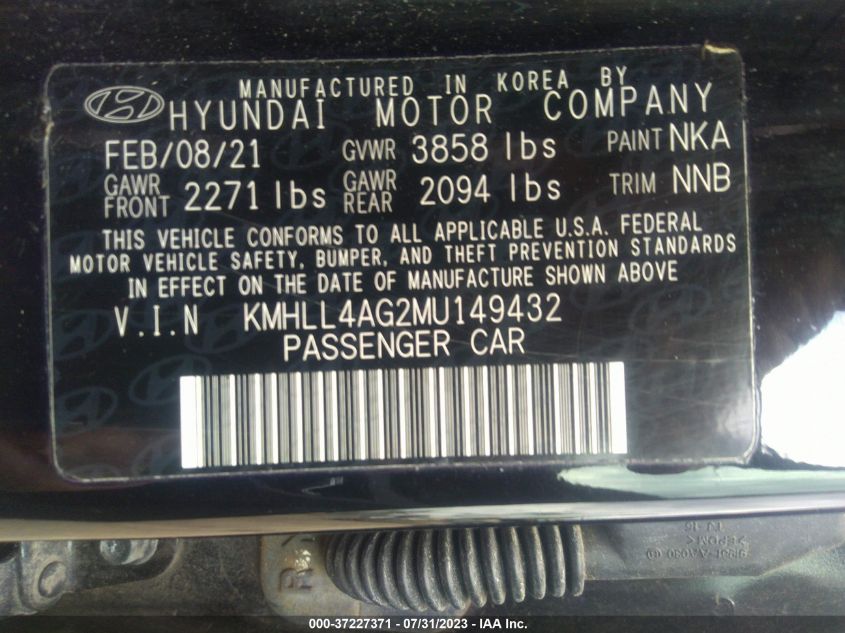 MANUFACTURED IN KOREA BY
HYUNDAI MOTOR COMPANY
FEB/08/21 GVWR 3858 lbs PAINT NKA
GAWR FRONT 2271 lbs GAWR REAR 2094 lbs TRIM NNB
THIS VEHICLE CONFORMS TO ALL APPLICABLE U.S.A. FEDERAL
MOTOR VEHICLE SAFETY, BUMPER, AND THEFT PREVENTION STANDARDS
IN EFFECT ON THE DATE OF MANUFACTURE SHOWN ABOVE
V.I.N KMHLL4AG2MU149432
PASSENGER CAR
>EPDM<
000-37227371 / 07/31/2023 - IAA Inc.